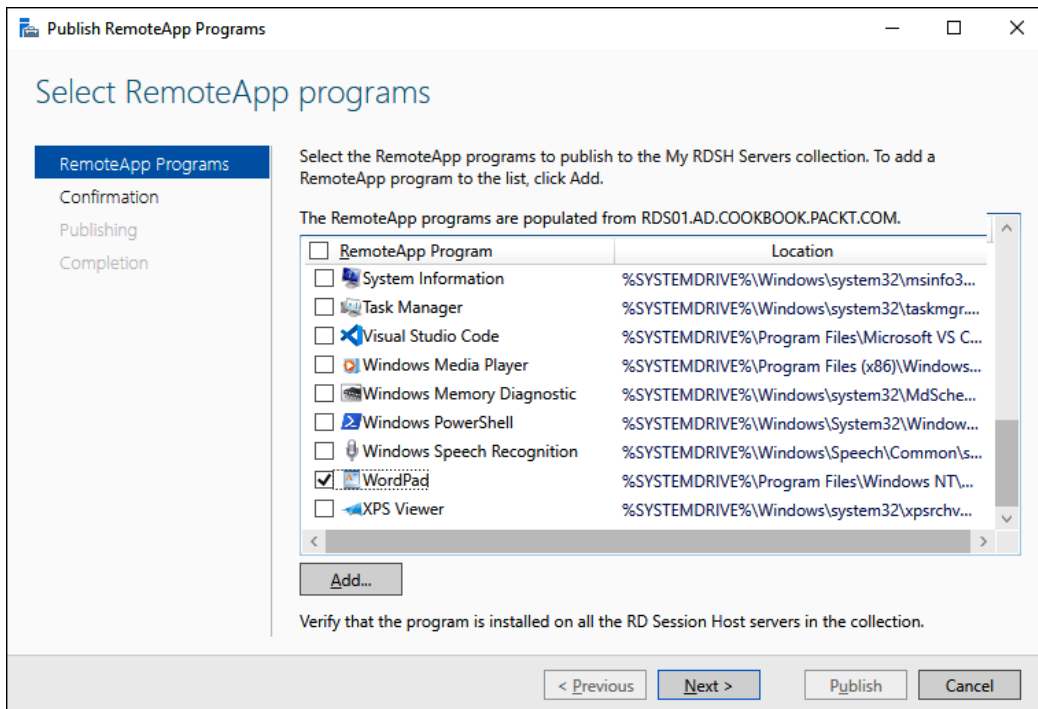 Publish RemoteApp Programs
Select RemoteApp programs
RemoteApp Programs
Confirmation
Publishing
Completion
Select the RemoteApp programs to publish to the My RDSH Servers collection. To add a
RemoteApp program to the list, click Add.
The RemoteApp programs are populated from RDS01.AD.COOKBOOK.PACKT.COM.
RemoteApp Program Location
System Information %SYSTEMDRIVE%\Windows\system32\msinfo3...
Task Manager %SYSTEMDRIVE%\Windows\system32\taskmgr....
Visual Studio Code %SYSTEMDRIVE%\Program Files\Microsoft VS C...
Windows Media Player %SYSTEMDRIVE%\Program Files (x86)\Windows...
Windows Memory Diagnostic %SYSTEMDRIVE%\Windows\system32\MdSche...
Windows PowerShell %SYSTEMDRIVE%\Windows\System32\Window...
Windows Speech Recognition %SYSTEMDRIVE%\Windows\Speech\Common\s...
WordPad %SYSTEMDRIVE%\Program Files\Windows NT\...
XPS Viewer %SYSTEMDRIVE%\Windows\system32\xpsrchv...
Add...
Verify that the program is installed on all the RD Session Host servers in the collection.
< Previous Next > Publish Cancel